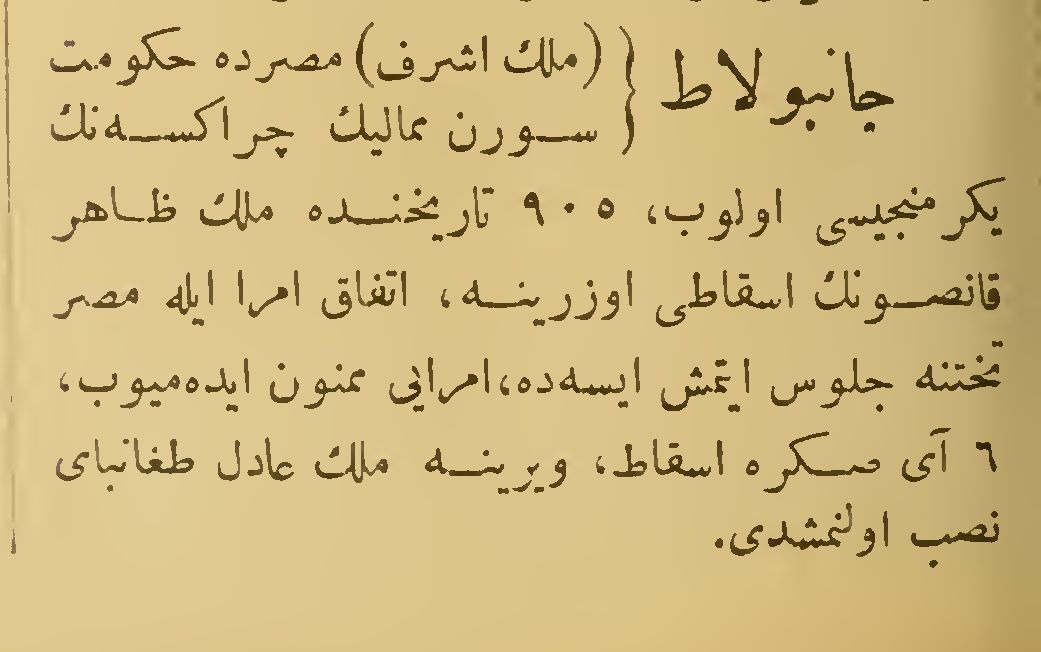 جانبولاط { (ملك اشرف) مصرده حكومت
سورن مماليك چراكسه‌نك
يكرمنجيسى اولوب، ٩٠٥ تاريخنده ملك ظاهر
قانصونك اسقاطى اوزرينه، اتفاق امرا ايله مصر
تختنه جلوس ايتمش ايسه‌ده، امرايى ممنون ايده‌ميوب،
٦ آى صكره اسقاط، ويرينه ملك عادل طغانباى
نصب اولنمشدى.